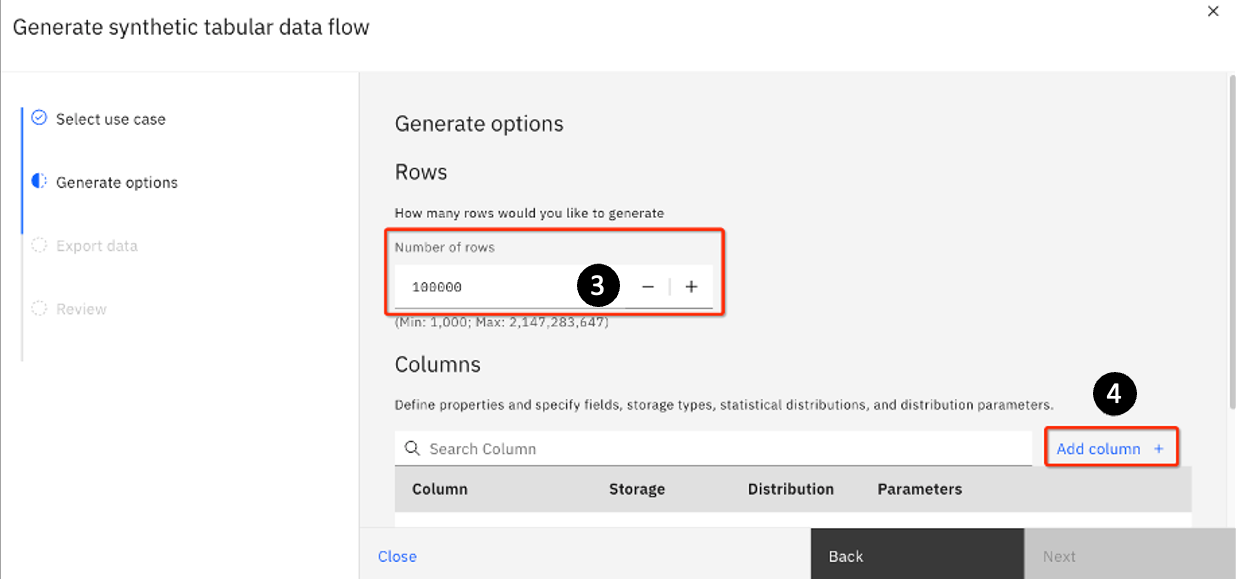 Generate synthetic tabular data flow
Select use case
Generate options
Export data
Review
Generate options
Rows
How many rows would you like to generate
Number of rows
100000
3
(Min: 1,000; Max: 2,147,283,647)
Columns
Define properties and specify fields, storage types, statistical distributions, and distribution parameters.
4
Search Column
Add column +
Column Storage Distribution Parameters
Close Back Next